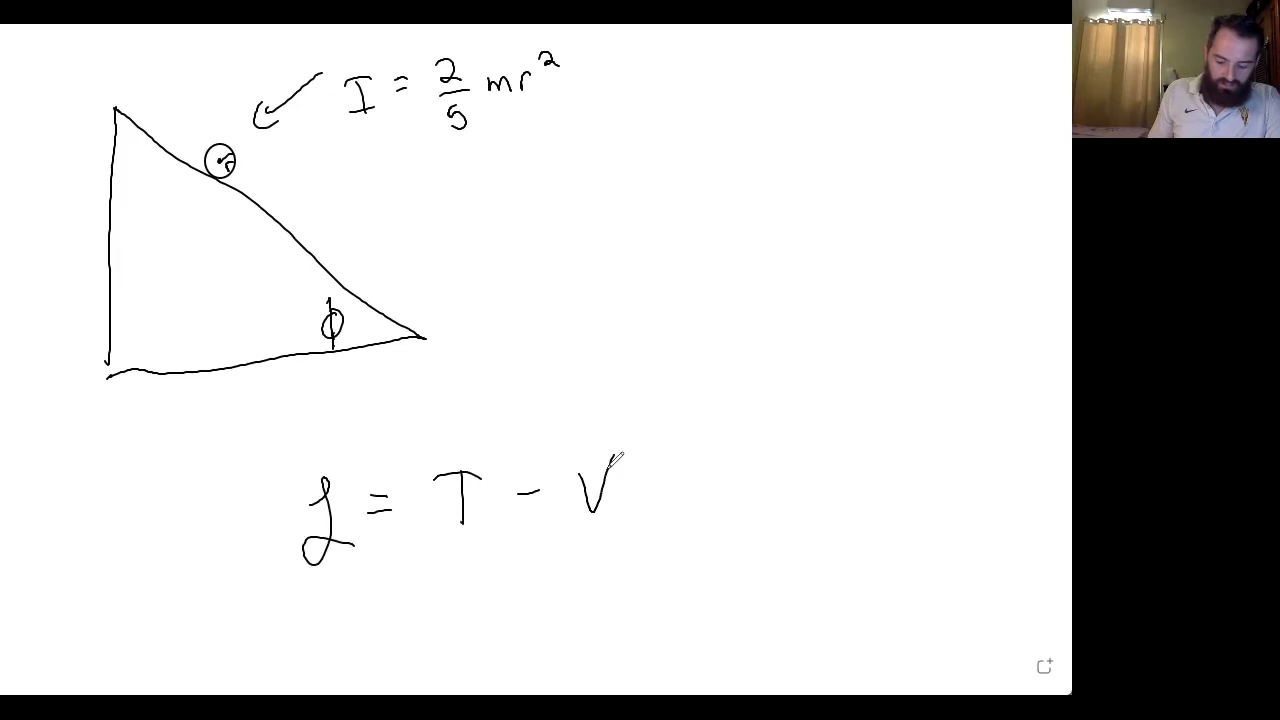 I = 2/5 mr²
r
ϕ
ℒ = T - V